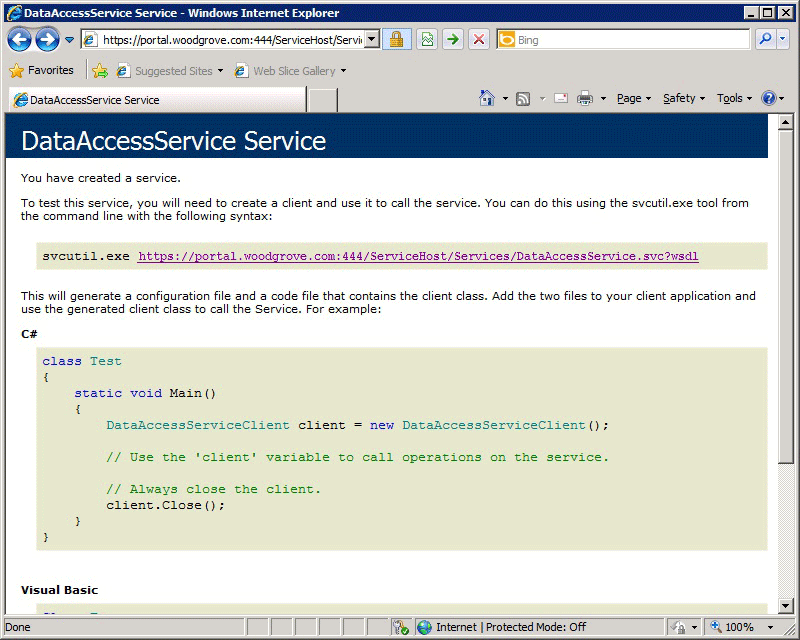 DataAccessService Service - Windows Internet Explorer
https://portal.woodgrove.com:444/ServiceHost/Servi
Bing
Favorites Suggested Sites Web Slice Gallery
DataAccessService Service Page Safety Tools
DataAccessService Service
You have created a service.
To test this service, you will need to create a client and use it to call the service. You can do this using the svcutil.exe tool from
the command line with the following syntax:
svcutil.exe https://portal.woodgrove.com:444/ServiceHost/Services/DataAccessService.svc?wsdl
This will generate a configuration file and a code file that contains the client class. Add the two files to your client application and
use the generated client class to call the Service. For example:
C#
class Test
{
static void Main()
{
DataAccessServiceClient client = new DataAccessServiceClient();
// Use the 'client' variable to call operations on the service.
// Always close the client.
client.Close();
}
}
Visual Basic
Done Internet | Protected Mode: Off 100%